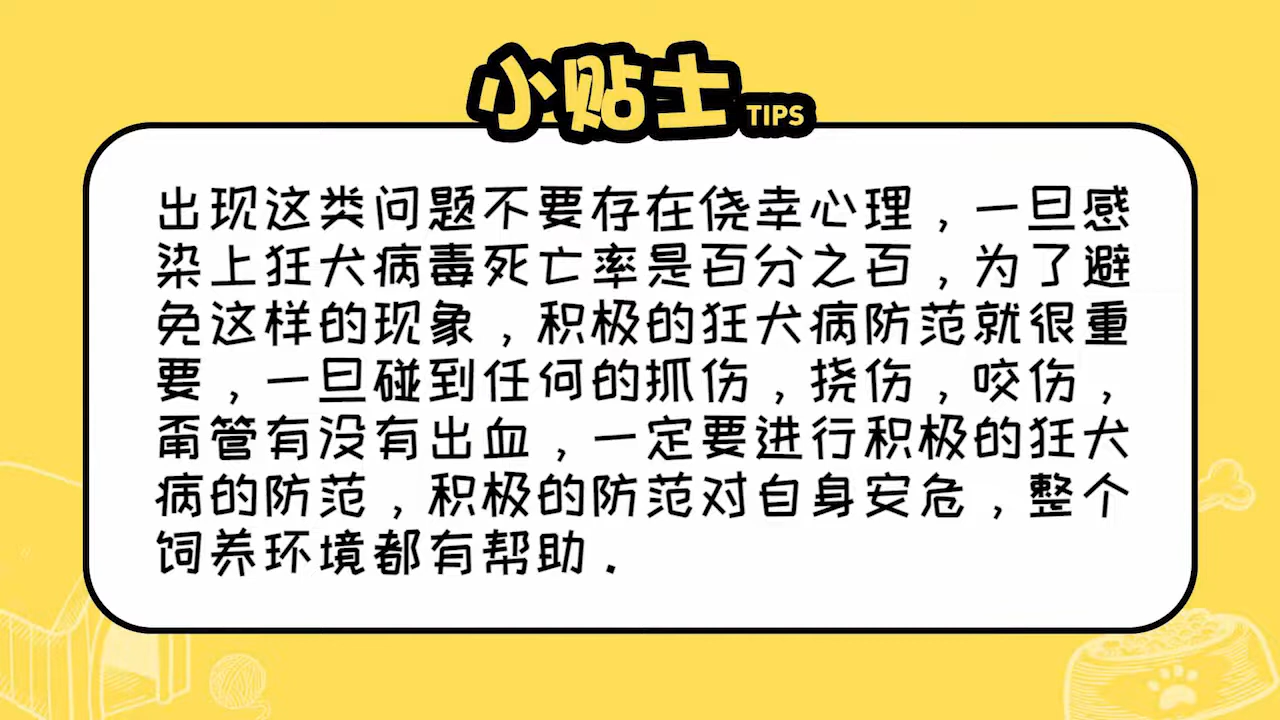 小贴士 TIPS
出现这类问题不要存在侥幸心理，一旦感
染上狂犬病毒死亡率是百分之百，为了避
免这样的现象，积极的狂犬病防范就很重
要，一旦碰到任何的抓伤，挠伤，咬伤，
甭管有没有出血，一定要进行积极的狂犬
病的防范，积极的防范对自身安危，整个
饲养环境都有帮助．